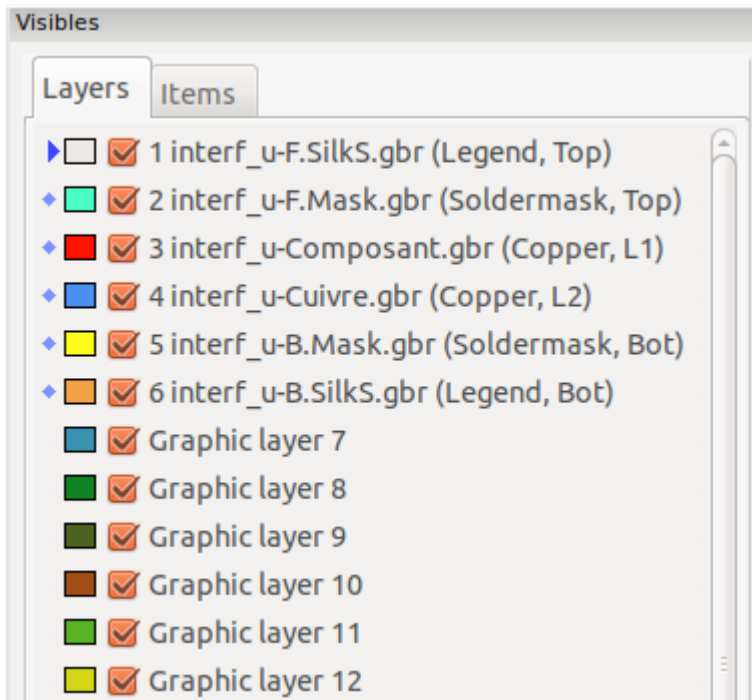 Visibles
Layers Items
1 interf_u-F.SilkS.gbr (Legend, Top)
2 interf_u-F.Mask.gbr (Soldermask, Top)
3 interf_u-Composant.gbr (Copper, L1)
4 interf_u-Cuivre.gbr (Copper, L2)
5 interf_u-B.Mask.gbr (Soldermask, Bot)
6 interf_u-B.SilkS.gbr (Legend, Bot)
Graphic layer 7
Graphic layer 8
Graphic layer 9
Graphic layer 10
Graphic layer 11
Graphic layer 12